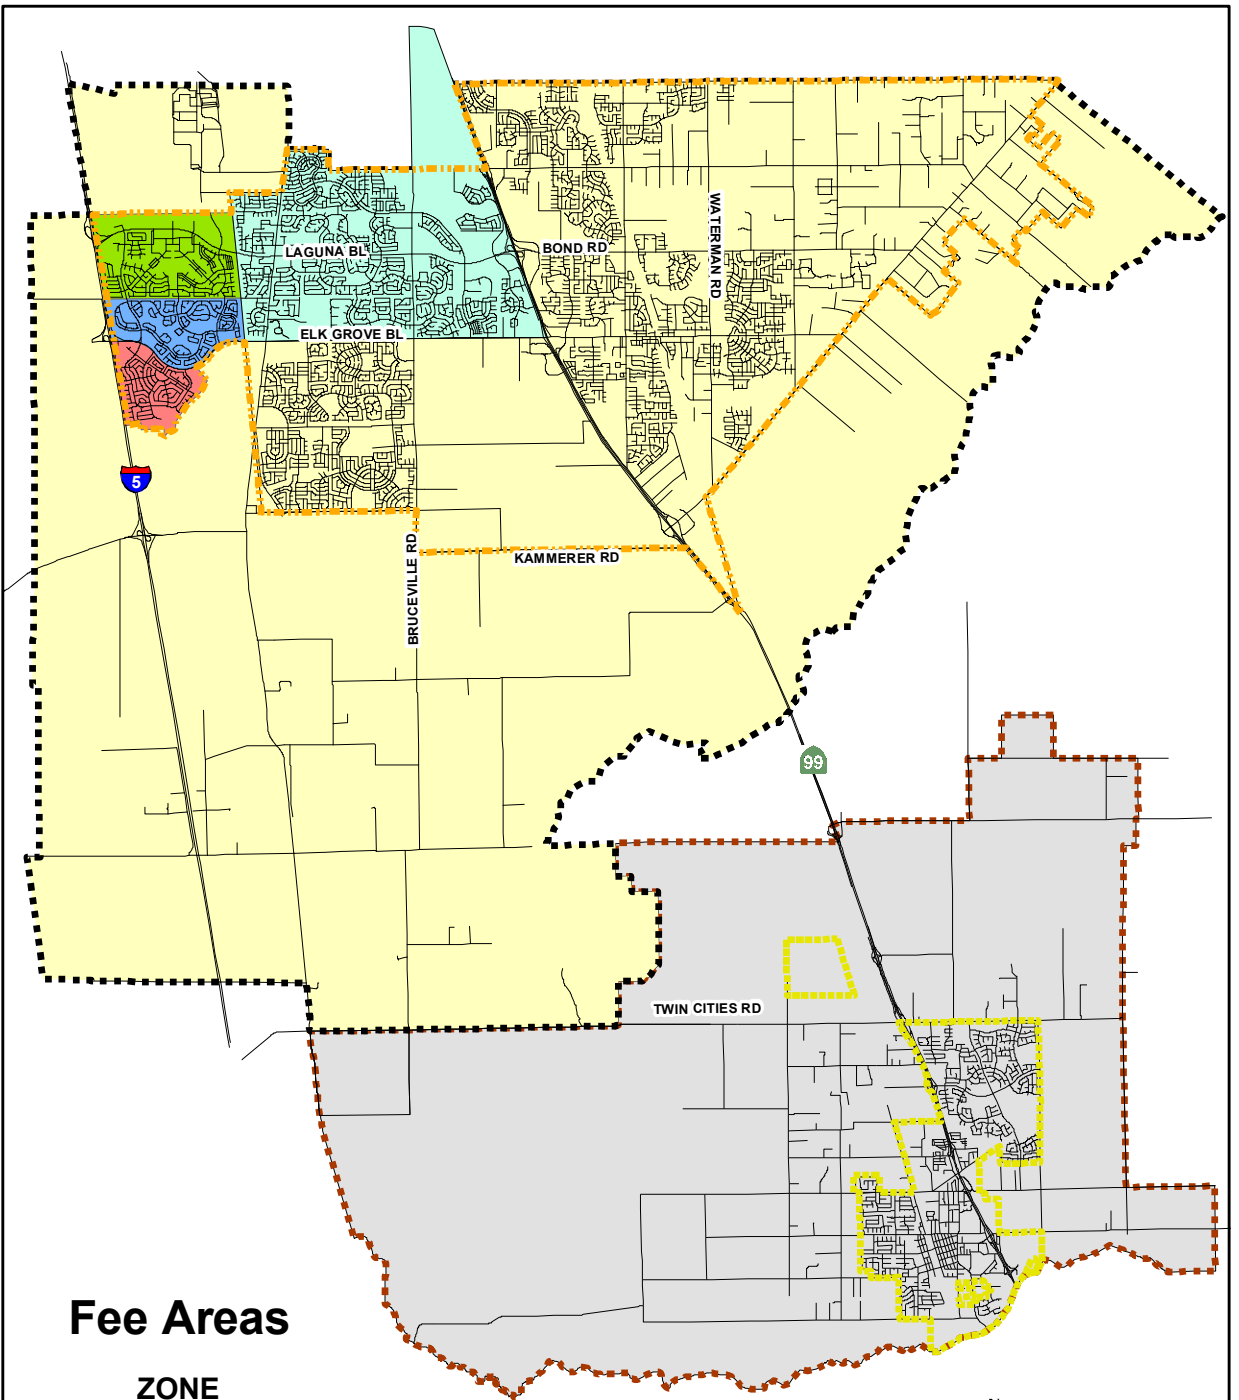 LAGUNA BL
BOND RD
WATERMAN RD
ELK GROVE BL
5
BRUCEVILLE RD
KAMMERER RD
99
TWIN CITIES RD
Fee Areas
ZONE